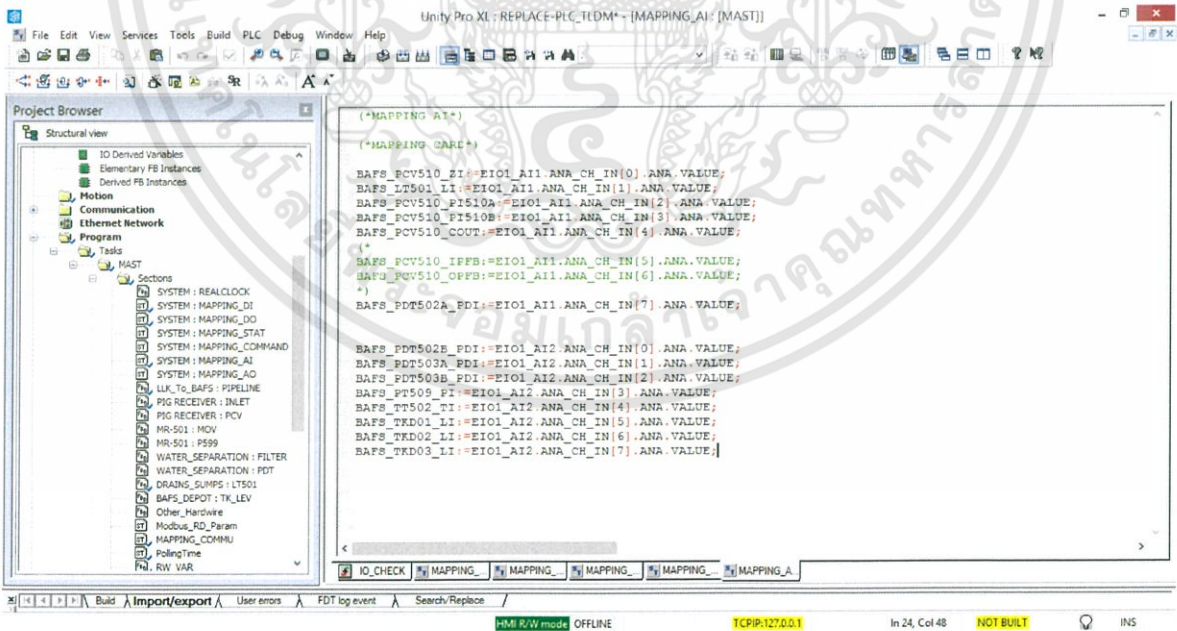 Unity Pro XL : REPLACE-PLC_TLDM* - [MAPPING_AI : [MAST]]
File Edit View Services Tools Build PLC Debug Window Help
Project Browser
Structural view
IO Derived Variables
Elementary FB Instances
Derived FB Instances
Motion
Communication
Ethernet Network
Program
Tasks
MAST
Sections
SYSTEM : REALCLOCK
SYSTEM : MAPPING_DI
SYSTEM : MAPPING_DO
SYSTEM : MAPPING_STAT
SYSTEM : MAPPING_COMMAND
SYSTEM : MAPPING_AI
SYSTEM : MAPPING_AO
LLK_To_BAFS : PIPELINE
PIG RECEIVER : INLET
PIG RECEIVER : PCV
MR-501 : MOV
MR-501 : P599
WATER_SEPARATION : FILTER
WATER_SEPARATION : PDT
DRAINS_SUMPS : LT501
BAFS_DEPOT : TK_LEV
Other_Hardwire
Modbus_RD_Param
MAPPING_COMMU
PollingTime
RW_VAR
(*MAPPING AI*)
(*MAPPING CARD*)
BAFS_PCV510_ZI:=EIO1_AI1.ANA_CH_IN[0].ANA.VALUE;
BAFS_LT501_LI:=EIO1_AI1.ANA_CH_IN[1].ANA.VALUE;
BAFS_PCV510_PI510A:=EIO1_AI1.ANA_CH_IN[2].ANA.VALUE;
BAFS_PCV510_PI510B:=EIO1_AI1.ANA_CH_IN[3].ANA.VALUE;
BAFS_PCV510_COUT:=EIO1_AI1.ANA_CH_IN[4].ANA.VALUE;
(*
BAFS_PCV510_IPFB:=EIO1_AI1.ANA_CH_IN[5].ANA.VALUE;
BAFS_PCV510_OPFB:=EIO1_AI1.ANA_CH_IN[6].ANA.VALUE;
*)
BAFS_PDT502A_PDI:=EIO1_AI1.ANA_CH_IN[7].ANA.VALUE;
BAFS_PDT502B_PDI:=EIO1_AI2.ANA_CH_IN[0].ANA.VALUE;
BAFS_PDT503A_PDI:=EIO1_AI2.ANA_CH_IN[1].ANA.VALUE;
BAFS_PDT503B_PDI:=EIO1_AI2.ANA_CH_IN[2].ANA.VALUE;
BAFS_PT509_PI:=EIO1_AI2.ANA_CH_IN[3].ANA.VALUE;
BAFS_TT502_TI:=EIO1_AI2.ANA_CH_IN[4].ANA.VALUE;
BAFS_TKD01_LI:=EIO1_AI2.ANA_CH_IN[5].ANA.VALUE;
BAFS_TKD02_LI:=EIO1_AI2.ANA_CH_IN[6].ANA.VALUE;
BAFS_TKD03_LI:=EIO1_AI2.ANA_CH_IN[7].ANA.VALUE;
IO_CHECK MAPPING_... MAPPING_... MAPPING_... MAPPING_... MAPPING_A...
Build Import/export User errors FDT log event Search/Replace
HMI R/W mode OFFLINE TCPIP:127.0.0.1 ln 24, Col 48 NOT BUILT INS